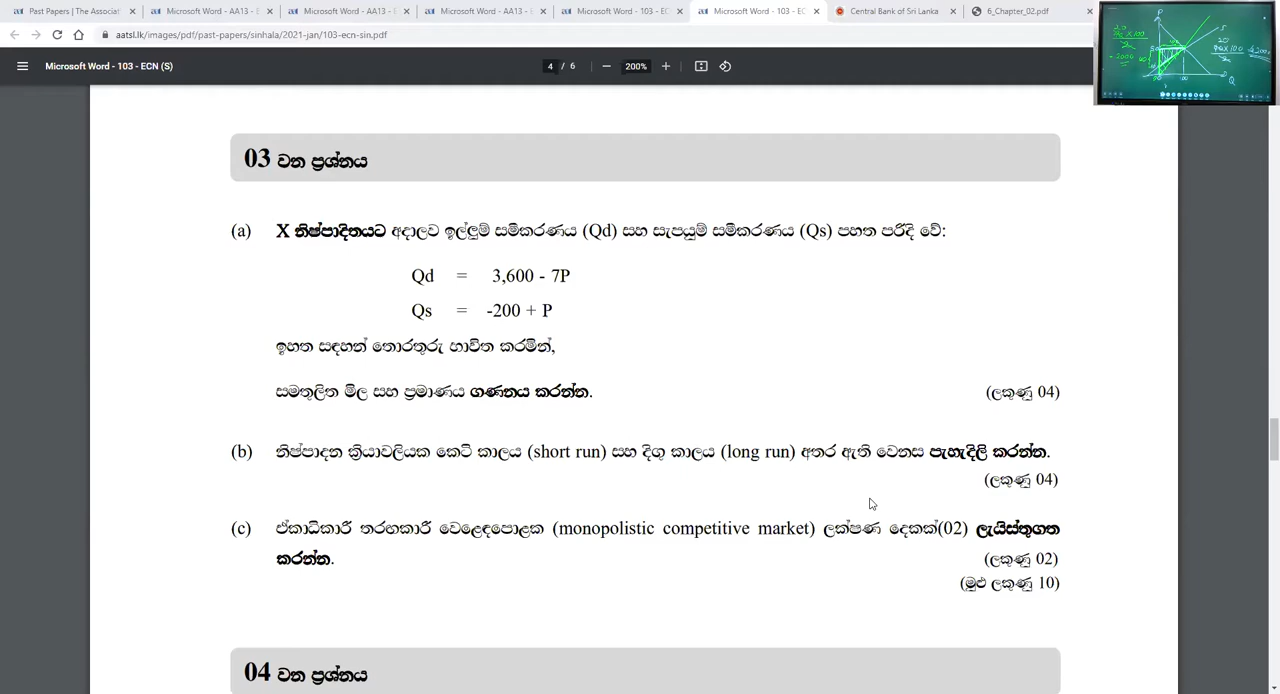 Past Papers | The Associat
Microsoft Word - AA13 - E
Microsoft Word - AA13 - E
Microsoft Word - AA13 - E
Microsoft Word - 103 - EC
Microsoft Word - 103 - EC
Central Bank of Sri Lanka
6_Chapter_02.pdf
aatsl.lk/images/pdf/past-papers/sinhala/2021-jan/103-ecn-sin.pdf
Microsoft Word - 103 - ECN (S)
4 / 6
200%
03 වන ප්‍රශ්නය
(a) X නිෂ්පාදිතයට අදාලව ඉල්ලුම් සමීකරණය (Qd) සහ සැපයුම් සමීකරණය (Qs) පහත පරිදි වේ:
Qd = 3,600 - 7P
Qs = -200 + P
ඉහත සඳහන් තොරතුරු භාවිත කරමින්,
සමතුලිත මිල සහ ප්‍රමාණය ගණනය කරන්න. (ලකුණු 04)
(b) නිෂ්පාදන ක්‍රියාවලියක කෙටි කාලය (short run) සහ දිගු කාලය (long run) අතර ඇති වෙනස පැහැදිලි කරන්න.
(ලකුණු 04)
(c) ඒකාධිකාරී තරඟකාරී වෙළෙඳපොළක (monopolistic competitive market) ලක්ෂණ දෙකක්(02) ලැයිස්තුගත
කරන්න. (ලකුණු 02)
(මුළු ලකුණු 10)
04 වන ප්‍රශ්නය